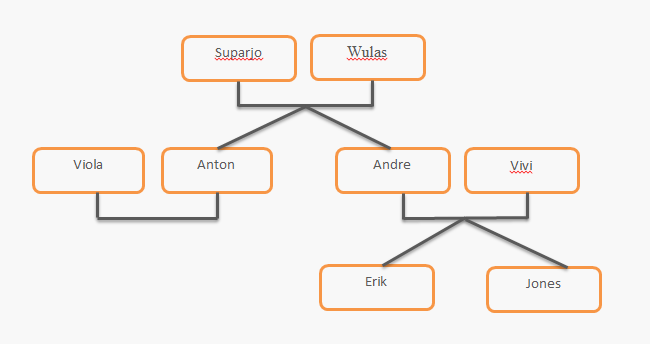 Suparjo
Wulas
Viola
Anton
Andre
Vivi
Erik
Jones